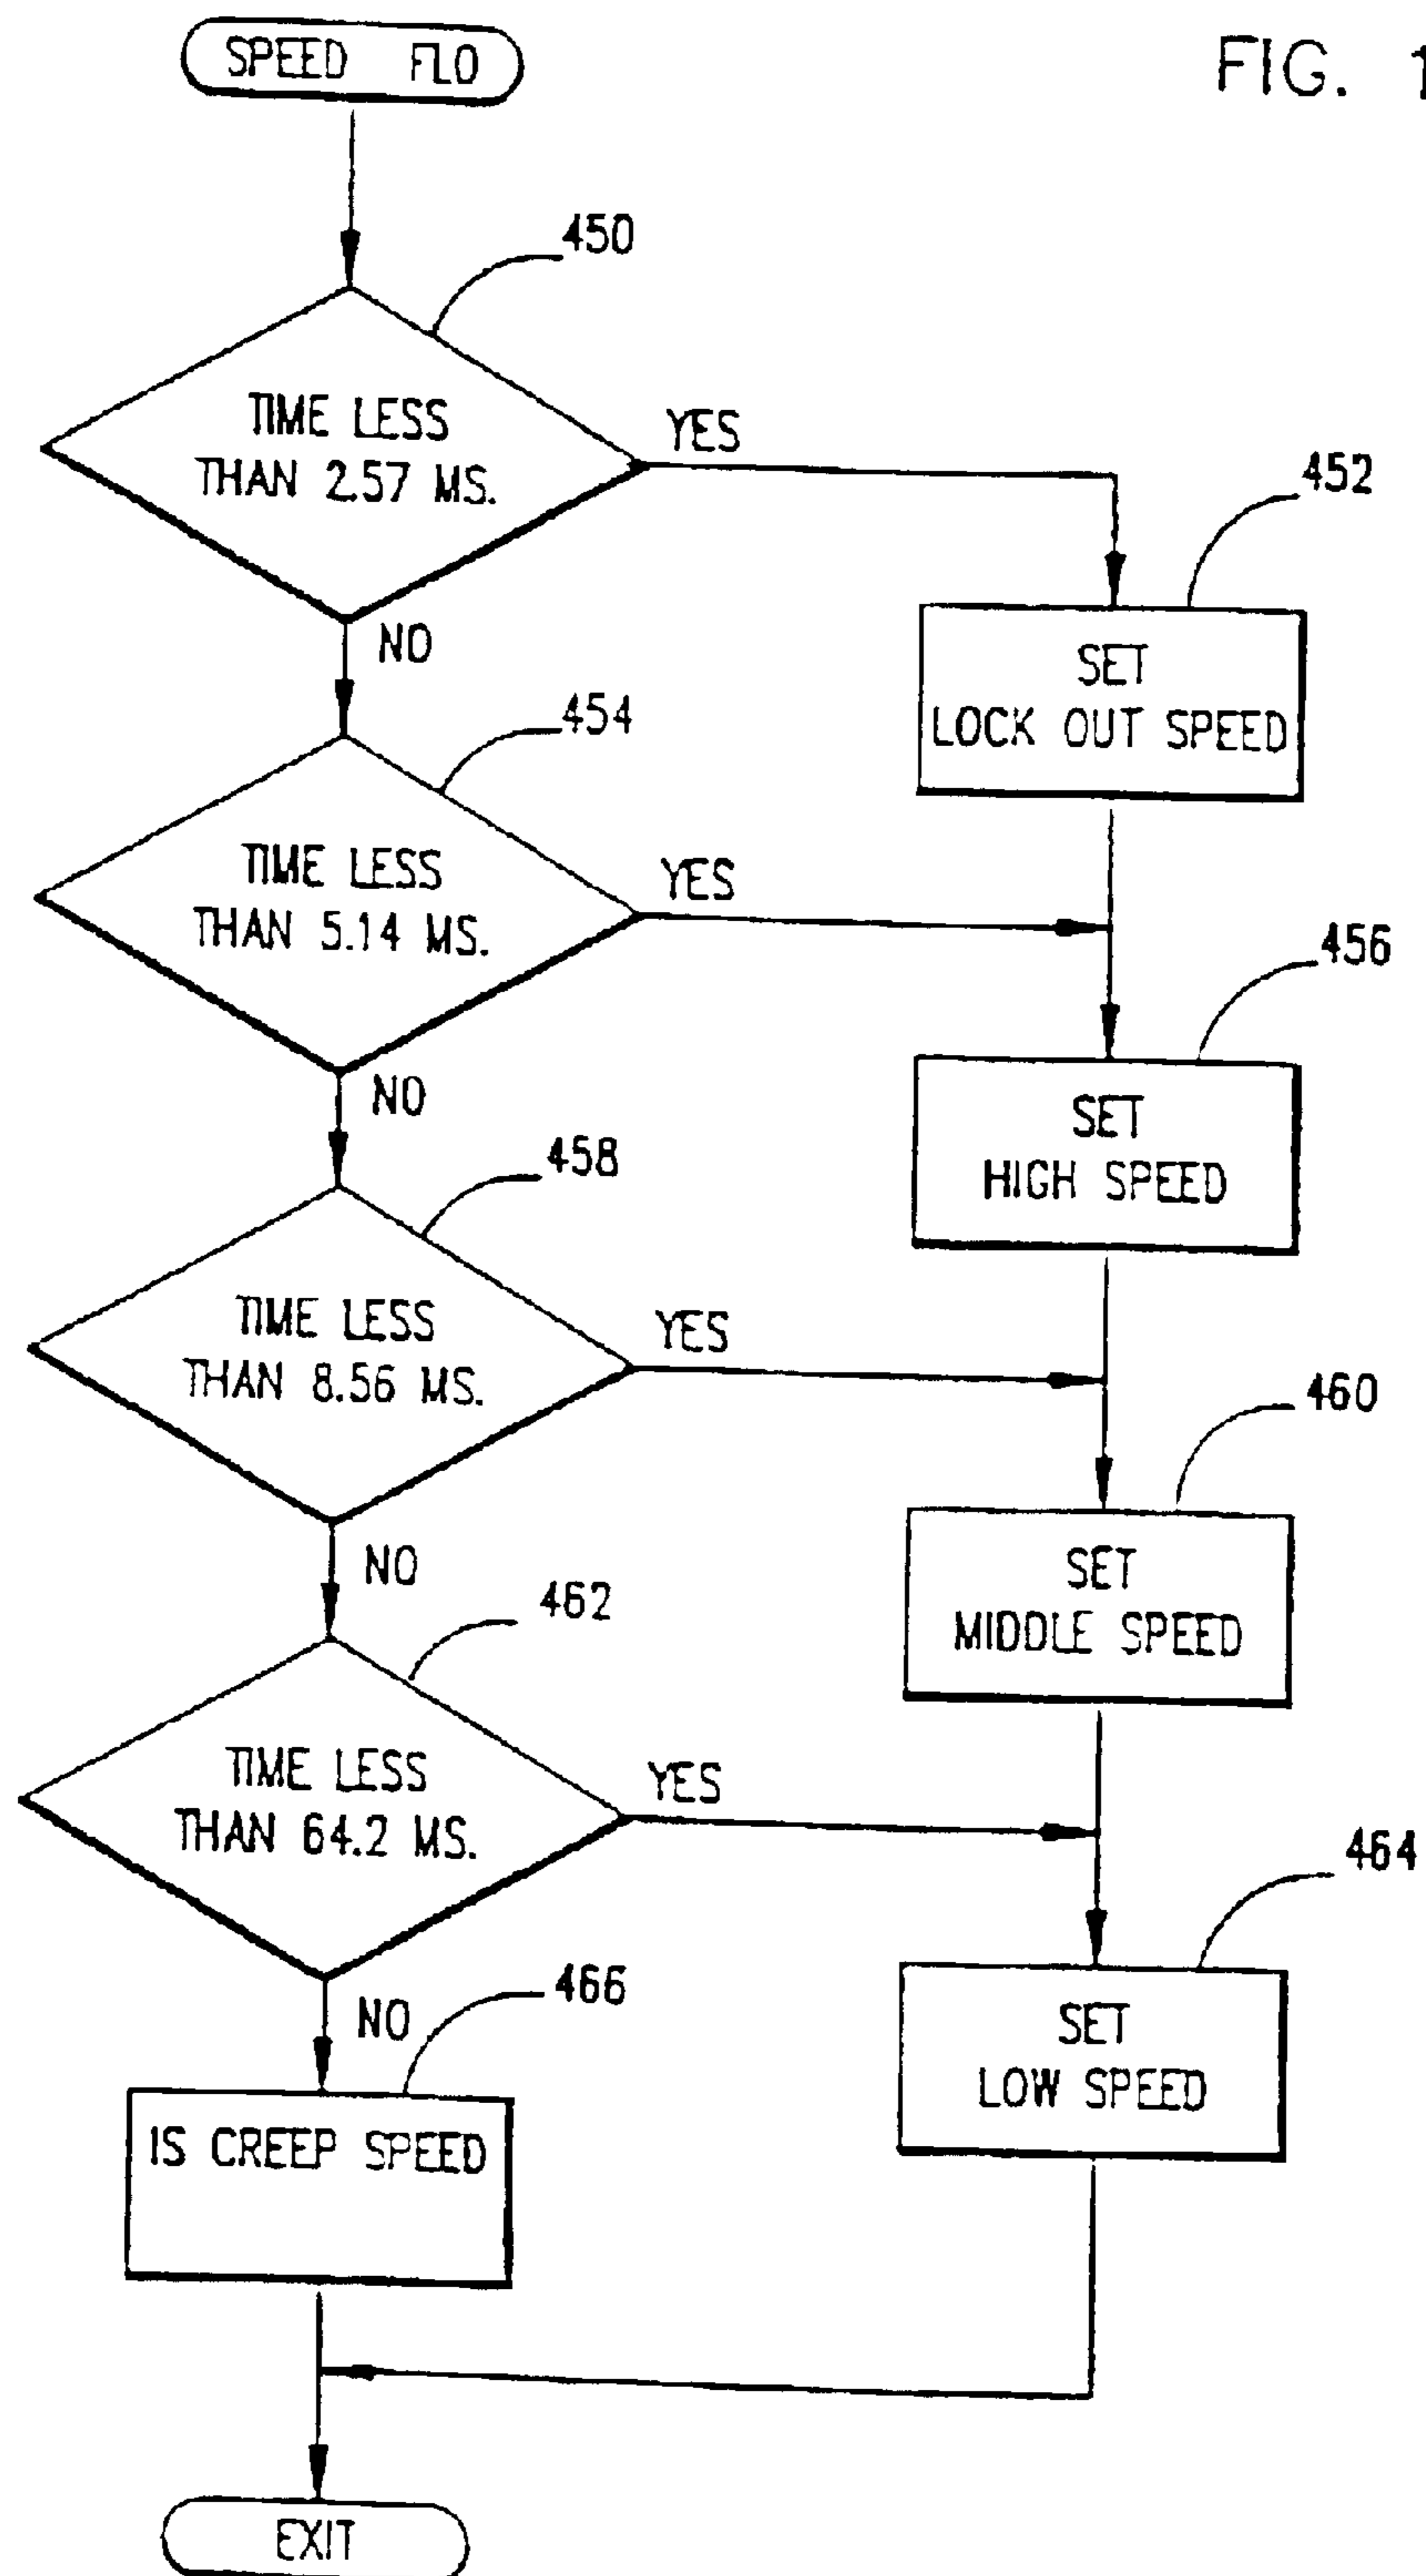 SPEED FLO
FIG. 1
450
TIME LESS
THAN 2.57 MS.
YES
452
NO
SET
LOCK OUT SPEED
454
TIME LESS
THAN 5.14 MS.
YES
456
NO
SET
HIGH SPEED
458
TIME LESS
THAN 8.56 MS.
YES
460
NO
SET
MIDDLE SPEED
462
TIME LESS
THAN 64.2 MS.
YES
464
NO
SET
LOW SPEED
466
IS CREEP SPEED
EXIT